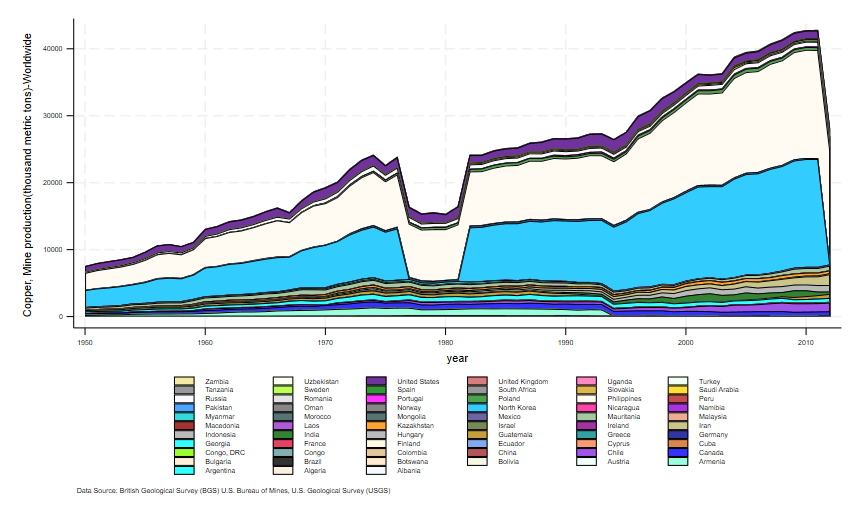 Copper, Mine production(thousand metric tons)-Worldwide
40000
30000
20000
10000
0
1950 1960 1970 1980 1990 2000 2010
year
Zambia Uzbekistan United States United Kingdom Uganda Turkey
Tanzania Sweden Spain South Africa Slovakia Saudi Arabia
Russia Romania Portugal Poland Philippines Peru
Pakistan Oman Norway North Korea Nicaragua Namibia
Myanmar Morocco Mongolia Mexico Mauritania Malaysia
Macedonia Laos Kazakhstan Israel Ireland Iran
Indonesia India Hungary Guatemala Greece Germany
Georgia France Finland Ecuador Cyprus Cuba
Congo, DRC Congo Colombia China Chile Canada
Bulgaria Brazil Botswana Bolivia Austria Armenia
Argentina Algeria Albania
Data Source: British Geological Survey (BGS) U.S. Bureau of Mines, U.S. Geological Survey (USGS)